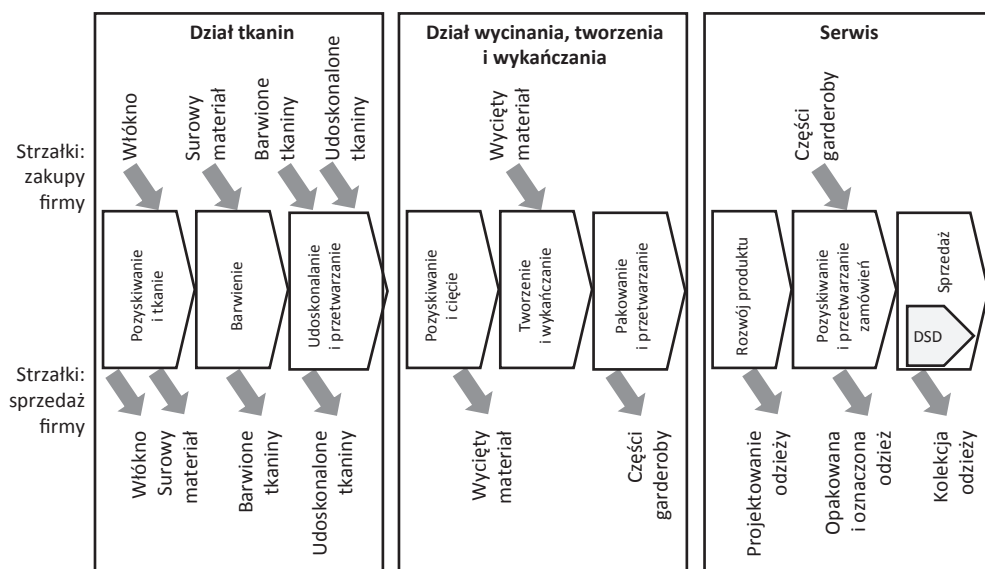 Dział tkanin
Dział wycinania, tworzenia
i wykańczania
Serwis
Strzałki:
zakupy
firmy
Włókno
Surowy
materiał
Barwione
tkaniny
Udoskonalone
tkaniny
Wycięty
materiał
Części
garderoby
Pozyskiwanie
i tkanie
Barwienie
Udoskonalanie
i przetwarzanie
Pozyskiwanie
i cięcie
Tworzenie
i wykańczanie
Pakowanie
i przetwarzanie
Rozwój produktu
Pozyskiwanie
i przetwarzanie
zamówień
Sprzedaż
DSD
Strzałki:
sprzedaż
firmy
Włókno
Surowy
materiał
Barwione
tkaniny
Udoskonalone
tkaniny
Wycięty
materiał
Części
garderoby
Projektowanie
odzieży
Opakowana
i oznaczona
odzież
Kolekcja
odzieży